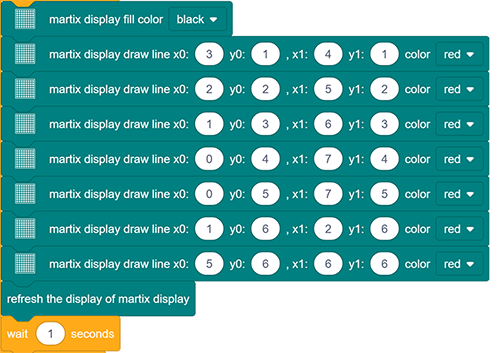 martix display fill color black
martix display draw line x0: 3 y0: 1 , x1: 4 y1: 1 color red
martix display draw line x0: 2 y0: 2 , x1: 5 y1: 2 color red
martix display draw line x0: 1 y0: 3 , x1: 6 y1: 3 color red
martix display draw line x0: 0 y0: 4 , x1: 7 y1: 4 color red
martix display draw line x0: 0 y0: 5 , x1: 7 y1: 5 color red
martix display draw line x0: 1 y0: 6 , x1: 2 y1: 6 color red
martix display draw line x0: 5 y0: 6 , x1: 6 y1: 6 color red
refresh the display of martix display
wait 1 seconds